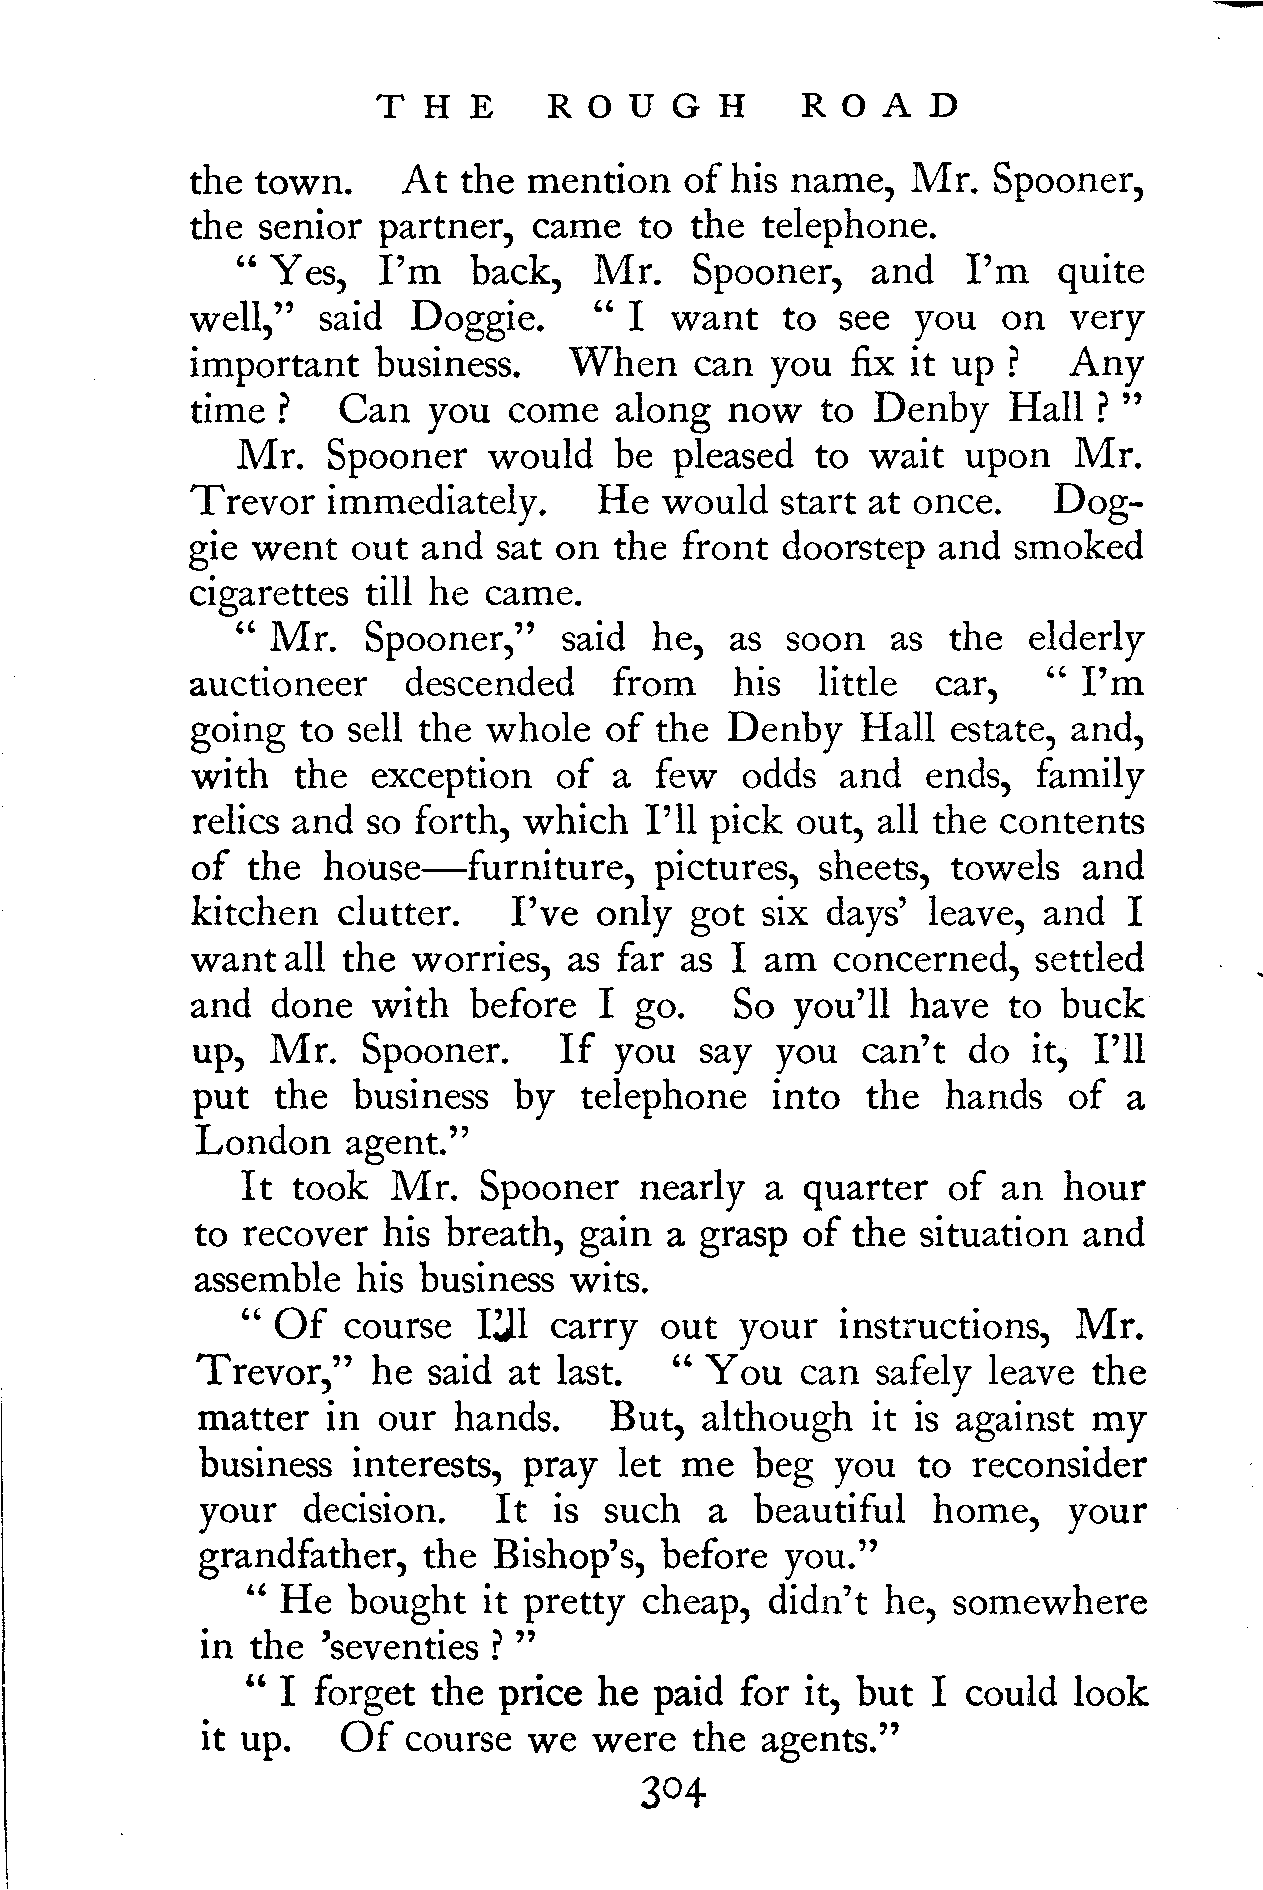 THE ROUGH ROAD
the town. At the mention of his name, Mr. Spooner,
the senior partner, came to the telephone.
“ Yes, I’m back, Mr. Spooner, and I’m quite
well,” said Doggie. “ I want to see you on very
important business. When can you fix it up ? Any
time ? Can you come along now to Denby Hall ? ”
Mr. Spooner would be pleased to wait upon Mr.
Trevor immediately. He would start at once. Dog-
gie went out and sat on the front doorstep and smoked
cigarettes till he came.
“ Mr. Spooner,” said he, as soon as the elderly
auctioneer descended from his little car, “ I’m
going to sell the whole of the Denby Hall estate, and,
with the exception of a few odds and ends, family
relics and so forth, which I’ll pick out, all the contents
of the house—furniture, pictures, sheets, towels and
kitchen clutter. I’ve only got six days’ leave, and I
want all the worries, as far as I am concerned, settled
and done with before I go. So you’ll have to buck
up, Mr. Spooner. If you say you can’t do it, I’ll
put the business by telephone into the hands of a
London agent.”
It took Mr. Spooner nearly a quarter of an hour
to recover his breath, gain a grasp of the situation and
assemble his business wits.
“ Of course I’ll carry out your instructions, Mr.
Trevor,” he said at last. “ You can safely leave the
matter in our hands. But, although it is against my
business interests, pray let me beg you to reconsider
your decision. It is such a beautiful home, your
grandfather, the Bishop’s, before you.”
“ He bought it pretty cheap, didn’t he, somewhere
in the ’seventies ? ”
“ I forget the price he paid for it, but I could look
it up. Of course we were the agents.”
304